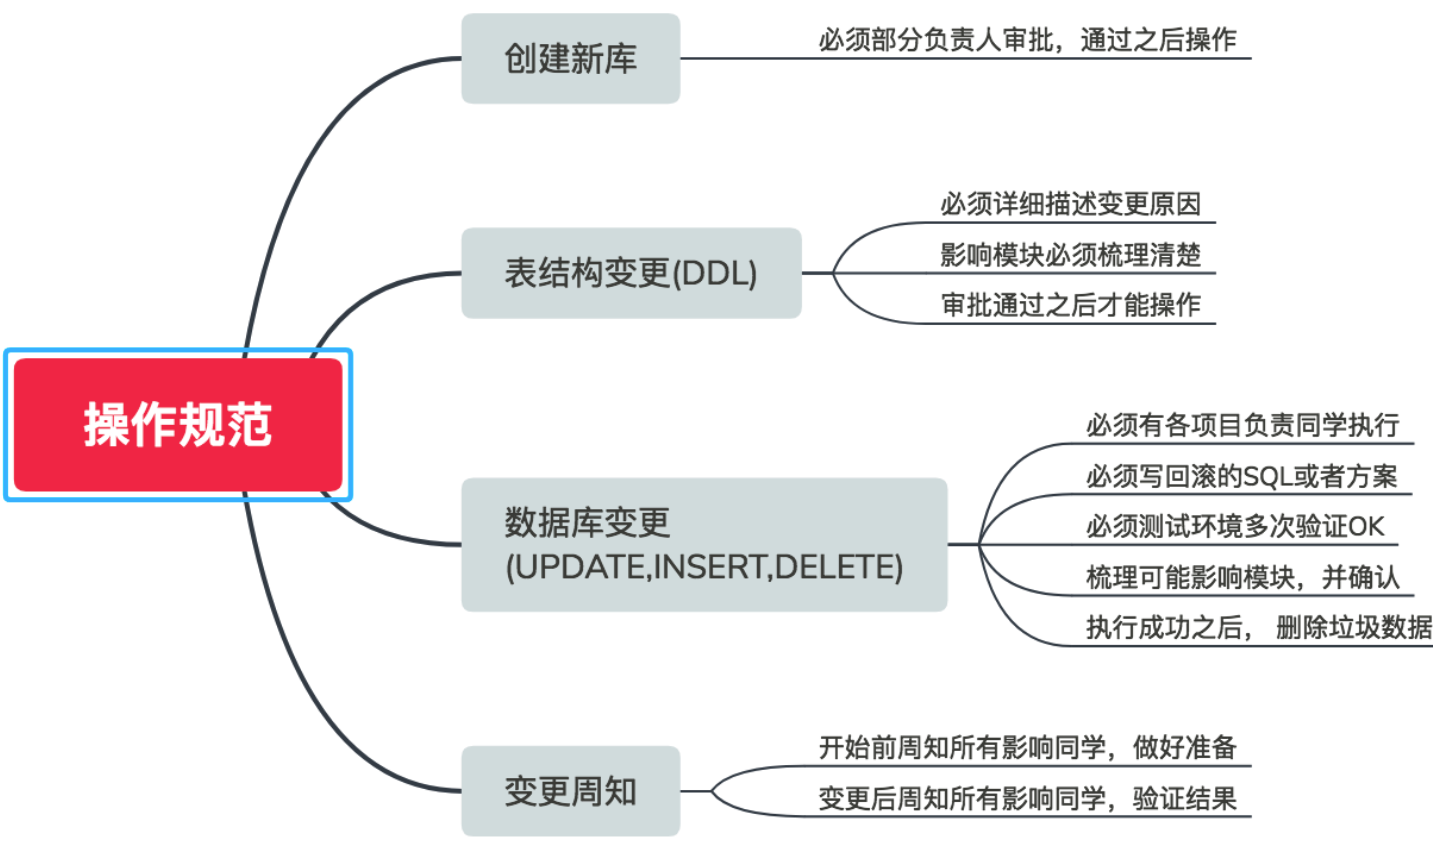 操作规范
创建新库
必须部分负责人审批，通过之后操作
表结构变更(DDL)
必须详细描述变更原因
影响模块必须梳理清楚
审批通过之后才能操作
数据库变更
(UPDATE,INSERT,DELETE)
必须有各项目负责同学执行
必须写回滚的SQL或者方案
必须测试环境多次验证OK
梳理可能影响模块，并确认
执行成功之后， 删除垃圾数据
变更周知
开始前周知所有影响同学，做好准备
变更后周知所有影响同学，验证结果